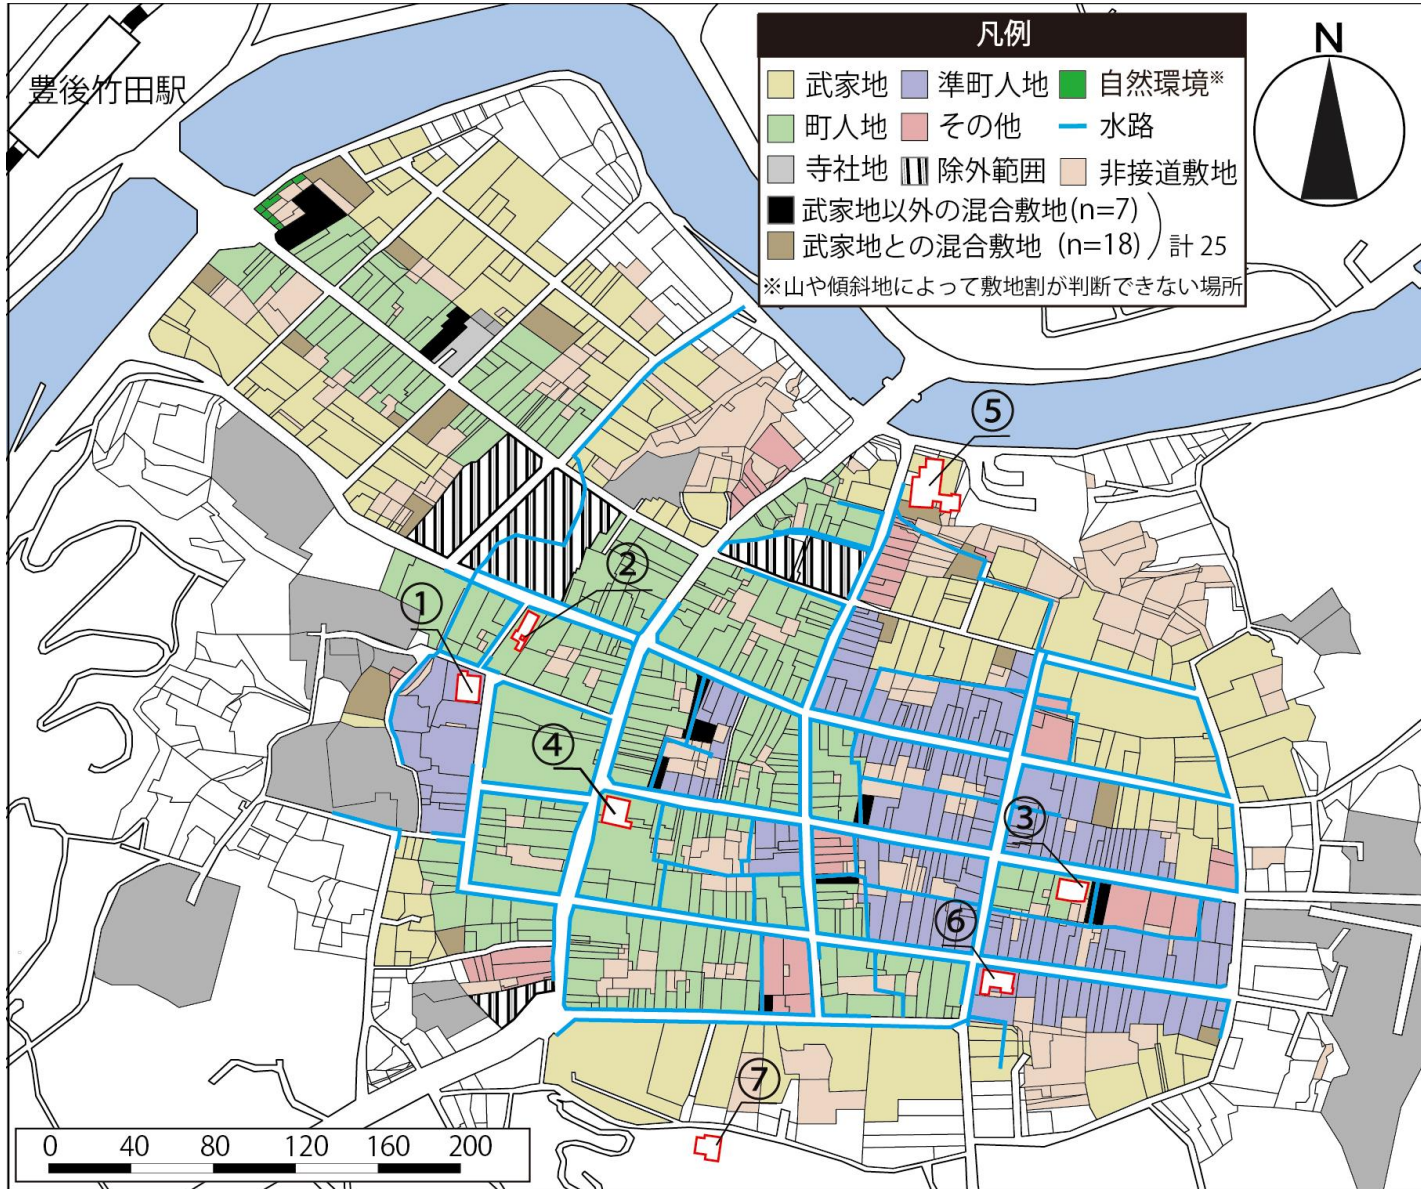 豊後竹田駅
凡例
武家地 準町人地 自然環境※
町人地 その他 水路
寺社地 除外範囲 非接道敷地
武家地以外の混合敷地(n=7)
武家地との混合敷地 (n=18) 計 25
※山や傾斜地によって敷地割が判断できない場所
N
⑤
②
①
④
③
⑥
⑦
0 40 80 120 160 200